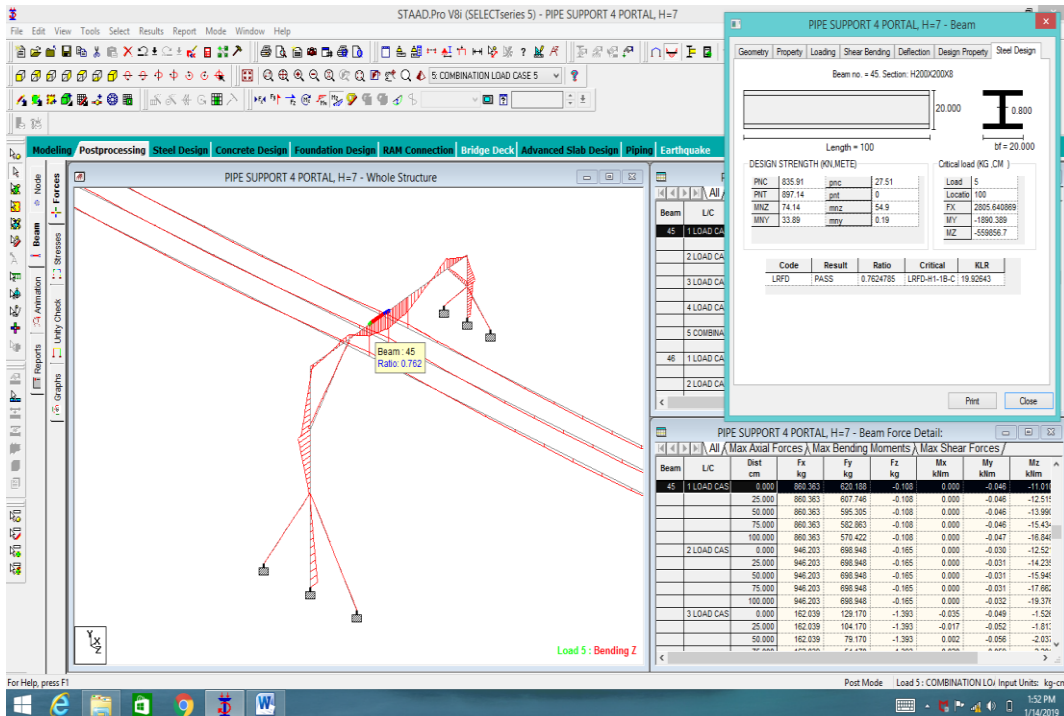 STAAD.Pro V8i (SELECTseries 5) - PIPE SUPPORT 4 PORTAL, H=7
File Edit View Tools Select Results Report Mode Window Help
5: COMBINATION LOAD CASE 5
Modeling Postprocessing Steel Design Concrete Design Foundation Design RAM Connection Bridge Deck Advanced Slab Design Piping Earthquake
Node
Beam
Animation
Reports
Forces
Stresses
Unity Check
Graphs
PIPE SUPPORT 4 PORTAL, H=7 - Whole Structure
Beam : 45
Ratio: 0.762
Y X Z
Load 5 : Bending Z
All
Beam L/C
45 1 LOAD CAS
2 LOAD CA
3 LOAD CA
4 LOAD CA
5 COMBINA
46 1 LOAD CA
2 LOAD CA
PIPE SUPPORT 4 PORTAL, H=7 - Beam
Geometry Property Loading Shear Bending Deflection Design Property Steel Design
Beam no. = 45. Section: H200X200X8
20.000
0.800
Length = 100
bf = 20.000
DESIGN STRENGTH (KN,METE)
PNC 835.91 pnc 27.51
PNT 897.14 pnt 0
MNZ 74.14 mnz 54.9
MNY 33.89 mny 0.19
Critical load (KG ,CM )
Load 5
Locatio 100
FX 2805.640869
MY -1890.389
MZ -559856.7
Code Result Ratio Critical KLR
LRFD PASS 0.7624785 LRFD-H1-1B-C 19.92643
Print Close
PIPE SUPPORT 4 PORTAL, H=7 - Beam Force Detail:
All Max Axial Forces Max Bending Moments Max Shear Forces
Beam L/C Dist cm Fx kg Fy kg Fz kg Mx kNm My kNm Mz kNm
45 1 LOAD CAS 0.000 860.363 620.188 -0.108 0.000 -0.046
25.000 860.363 607.746 -0.108 0.000 -0.046
50.000 860.363 595.305 -0.108 0.000 -0.046
75.000 860.363 582.863 -0.108 0.000 -0.046
100.000 860.363 570.422 -0.108 0.000 -0.047
2 LOAD CAS 0.000 946.203 698.948 -0.165 0.000 -0.030
25.000 946.203 698.948 -0.165 0.000 -0.031
50.000 946.203 698.948 -0.165 0.000 -0.031
75.000 946.203 698.948 -0.165 0.000 -0.031
100.000 946.203 698.948 -0.165 0.000 -0.032
3 LOAD CAS 0.000 162.039 129.170 -1.393 -0.035 -0.049
25.000 162.039 104.170 -1.393 -0.017 -0.052
50.000 162.039 79.170 -1.393 0.002 -0.056
For Help, press F1
Post Mode Load 5 : COMBINATION LO/ Input Units: kg-cn
1:52 PM
1/14/2019